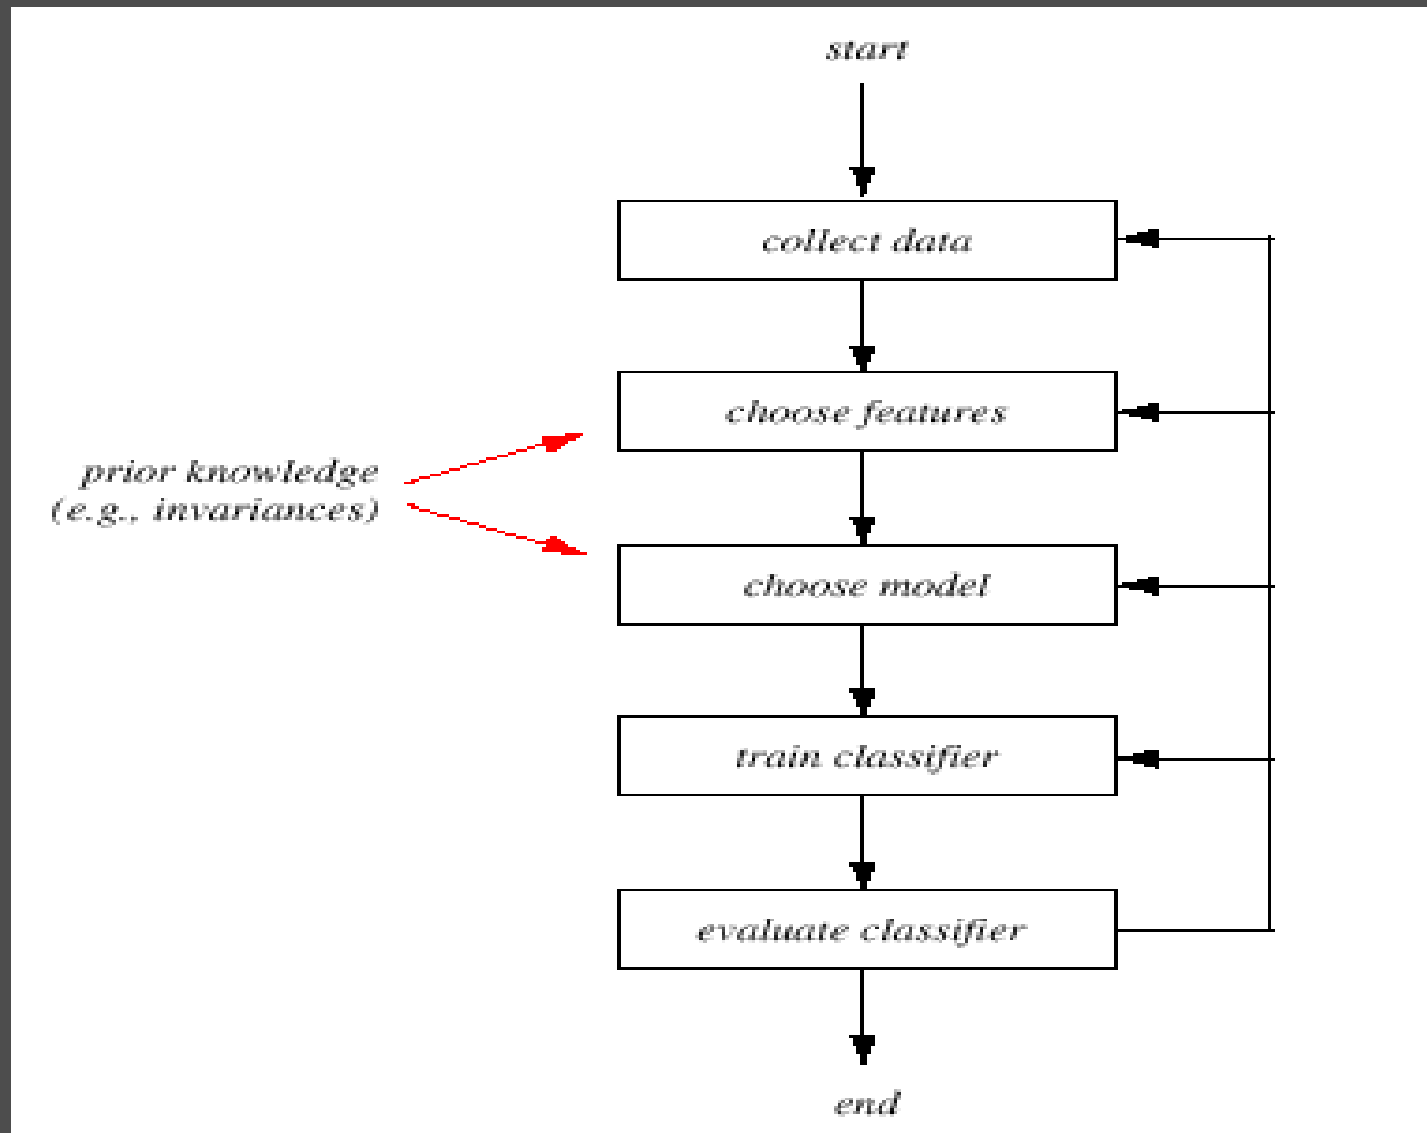 start
collect data
choose features
prior knowledge
(e.g., invariances)
choose model
train classifier
evaluate classifier
end